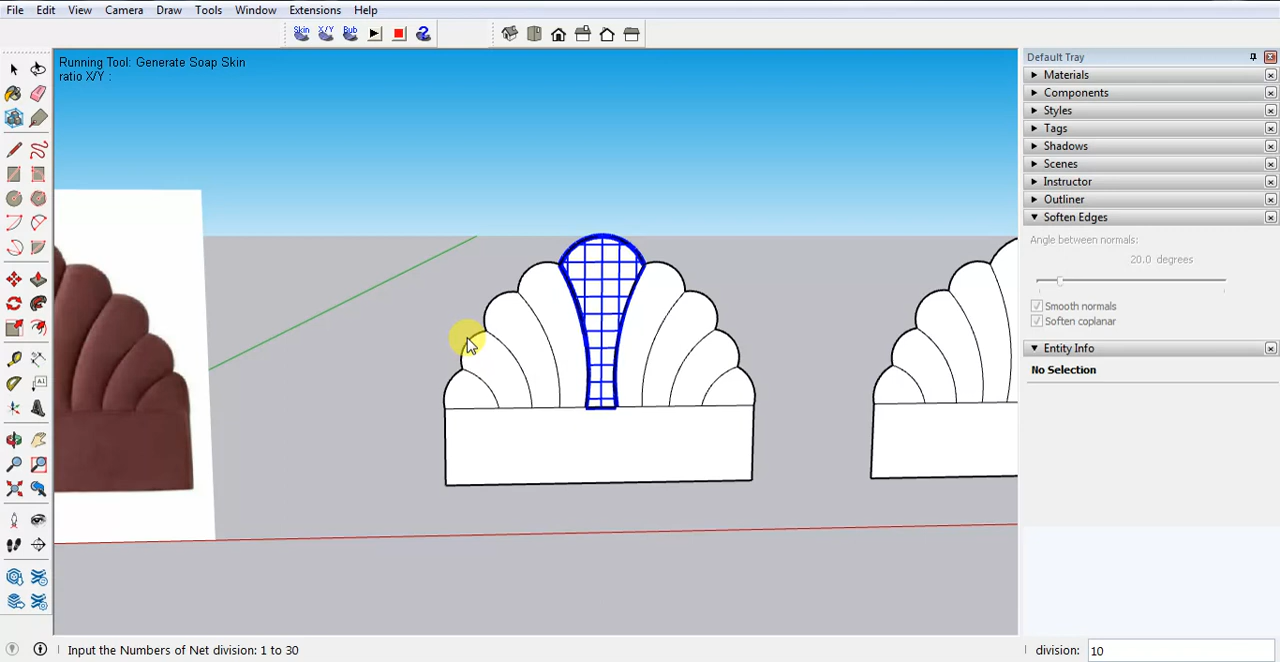 File Edit View Camera Draw Tools Window Extensions Help
Skin X/Y Bub
Running Tool: Generate Soap Skin
ratio X/Y :
Default Tray
Materials
Components
Styles
Tags
Shadows
Scenes
Instructor
Outliner
Soften Edges
Angle between normals:
20.0 degrees
Smooth normals
Soften coplanar
Entity Info
No Selection
Input the Numbers of Net division: 1 to 30
division: 10